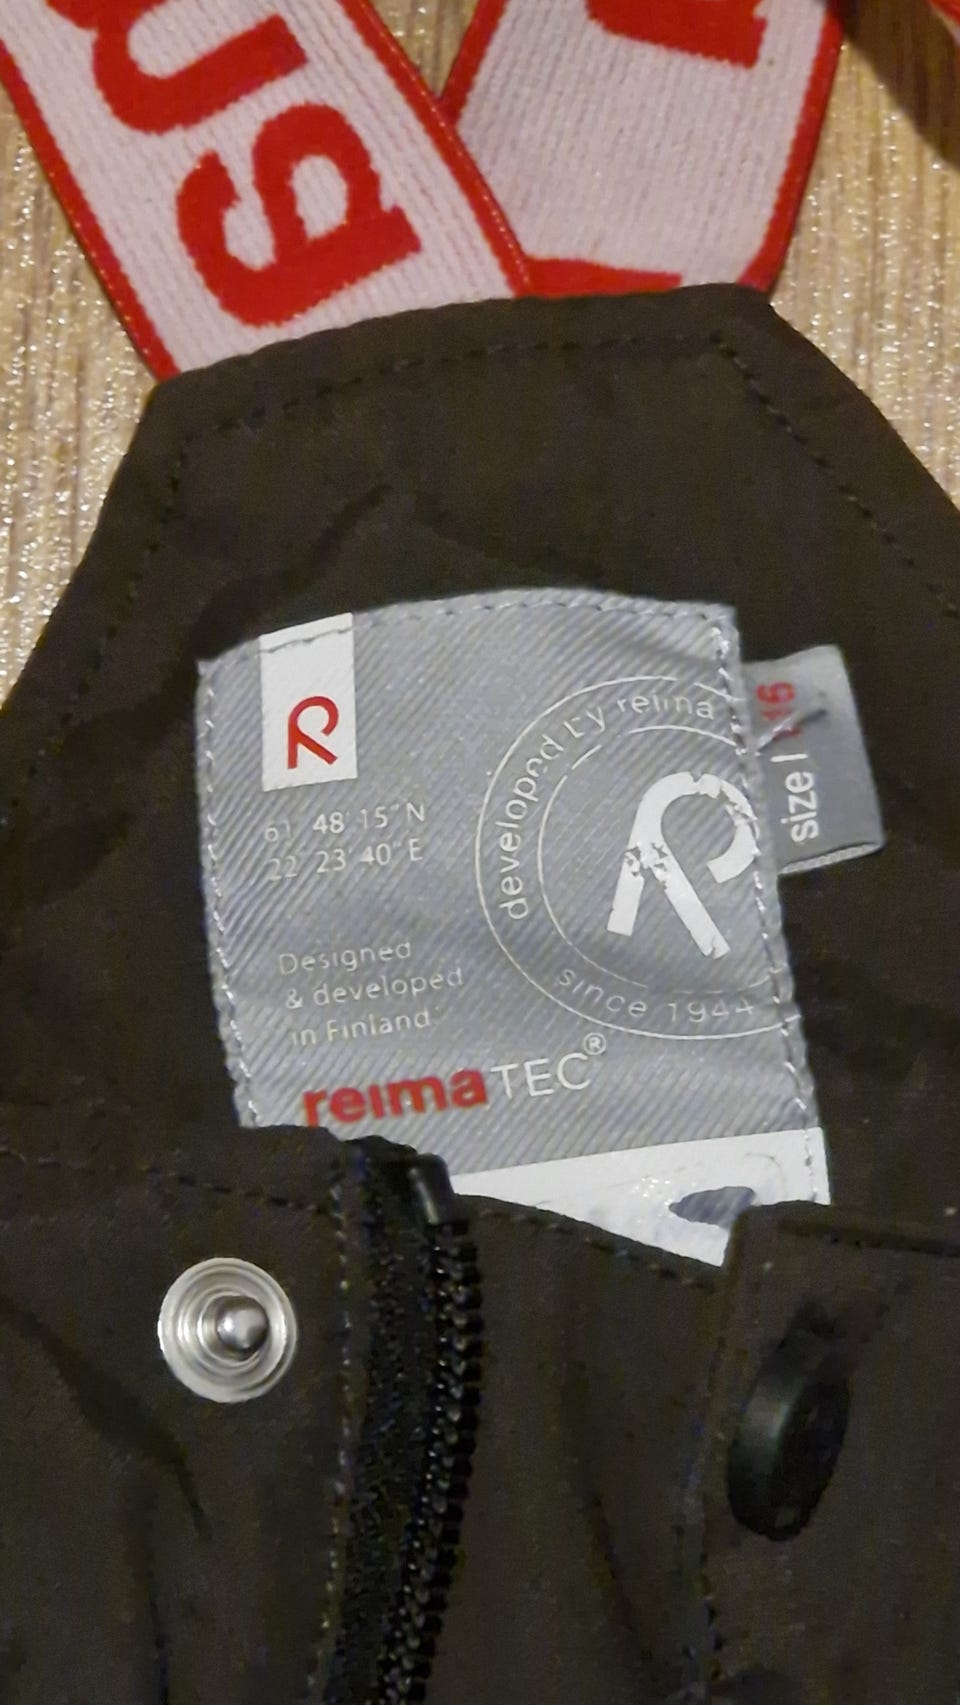 R
61° 48' 15" N
22° 23' 40" E
Designed
& developed
in Finland
reimaTEC®
developed by reima
since 1944
size |